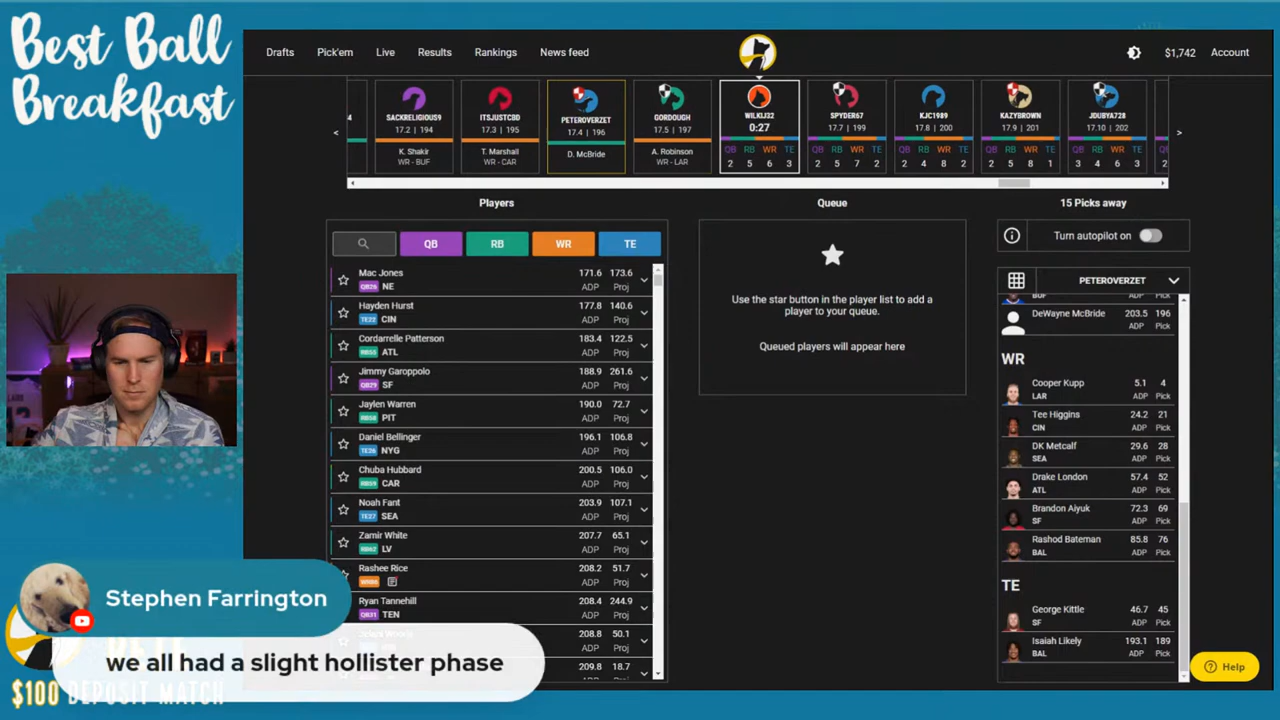 Best Ball
Breakfast
Drafts
Pick'em
Live
Results
Rankings
News feed
$1,742
Account
SACKRELIGIOUS9
17.2 | 194
K. Shakir
WR - BUF
ITSJUSTCBD
17.3 | 195
T. Marshall
WR - CAR
PETEROVERZET
17.4 | 196
D. McBride
GORDOUGH
17.5 | 197
A. Robinson
WR - LAR
WILKIJ32
0:27
QB RB WR TE
2 5 6 3
SPYDER67
17.7 | 199
QB RB WR TE
2 5 7 2
KJC1989
17.8 | 200
QB RB WR TE
2 4 8 2
KAZYBROWN
17.9 | 201
QB RB WR TE
2 5 8 1
JDUBYA728
17.10 | 202
QB RB WR TE
3 4 6 3
<
>
Players
QB
RB
WR
TE
Mac Jones 171.6 173.6
QB26 NE ADP Proj
Hayden Hurst 177.8 140.6
TE22 CIN ADP Proj
Cordarrelle Patterson 183.4 122.5
RB55 ATL ADP Proj
Jimmy Garoppolo 188.9 261.6
QB29 SF ADP Proj
Jaylen Warren 190.0 72.7
RB58 PIT ADP Proj
Daniel Bellinger 196.1 106.8
TE26 NYG ADP Proj
Chuba Hubbard 200.5 106.0
RB59 CAR ADP Proj
Noah Fant 203.9 107.1
TE27 SEA ADP Proj
Zamir White 207.7 65.1
RB62 LV ADP Proj
Rashee Rice 208.2 51.7
ADP Proj
Ryan Tannehill 208.4 244.9
QB31 TEN ADP Proj
208.8 50.1
ADP Proj
209.8 18.7
Queue
Use the star button in the player list to add a
player to your queue.
Queued players will appear here
15 Picks away
Turn autopilot on
PETEROVERZET
BUF ADP Pick
DeWayne McBride 203.5 196
ADP Pick
WR
Cooper Kupp 5.1 4
LAR ADP Pick
Tee Higgins 24.2 21
CIN ADP Pick
DK Metcalf 29.6 28
SEA ADP Pick
Drake London 57.4 52
ATL ADP Pick
Brandon Aiyuk 72.3 69
SF ADP Pick
Rashod Bateman 85.8 76
BAL ADP Pick
TE
George Kittle 46.7 45
SF ADP Pick
Isaiah Likely 193.1 189
BAL ADP Pick
Help
Stephen Farrington
we all had a slight hollister phase
$100 DEPOSIT MATCH